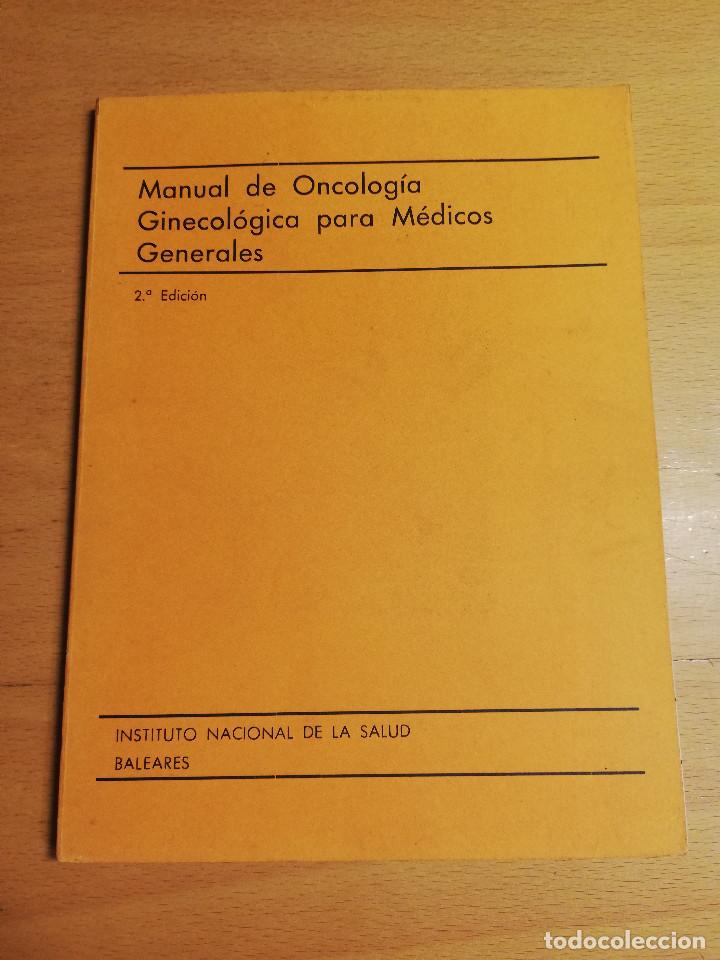 Manual de Oncología
Ginecológica para Médicos
Generales
2.ª Edición
INSTITUTO NACIONAL DE LA SALUD
BALEARES
todocoleccion